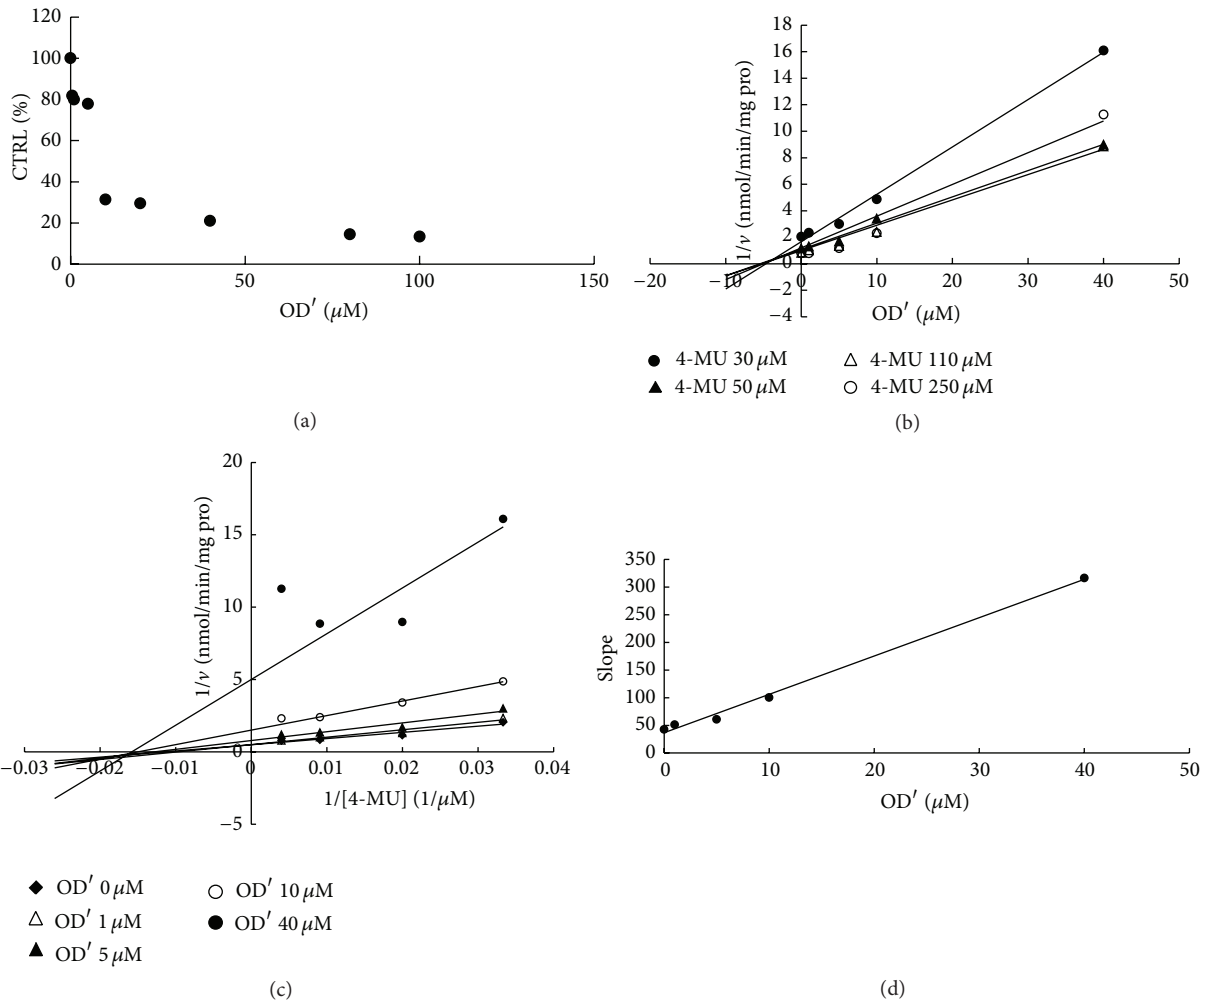 120
100
80
60
40
20
0
CTRL (%)
0 50 100 150
OD′ (μM)
(a)
18
16
14
12
10
8
6
4
2
0
−2
−4
1/ν (nmol/min/mg pro)
−20 −10 0 10 20 30 40 50
OD′ (μM)
4-MU 30 μM 4-MU 110 μM
4-MU 50 μM 4-MU 250 μM
(b)
20
15
10
5
0
−5
1/ν (nmol/min/mg pro)
−0.03 −0.02 −0.01 0 0.01 0.02 0.03 0.04
1/[4-MU] (1/μM)
OD′ 0 μM OD′ 10 μM
OD′ 1 μM OD′ 40 μM
OD′ 5 μM
(c)
350
300
250
200
150
100
50
0
Slope
0 10 20 30 40 50
OD′ (μM)
(d)